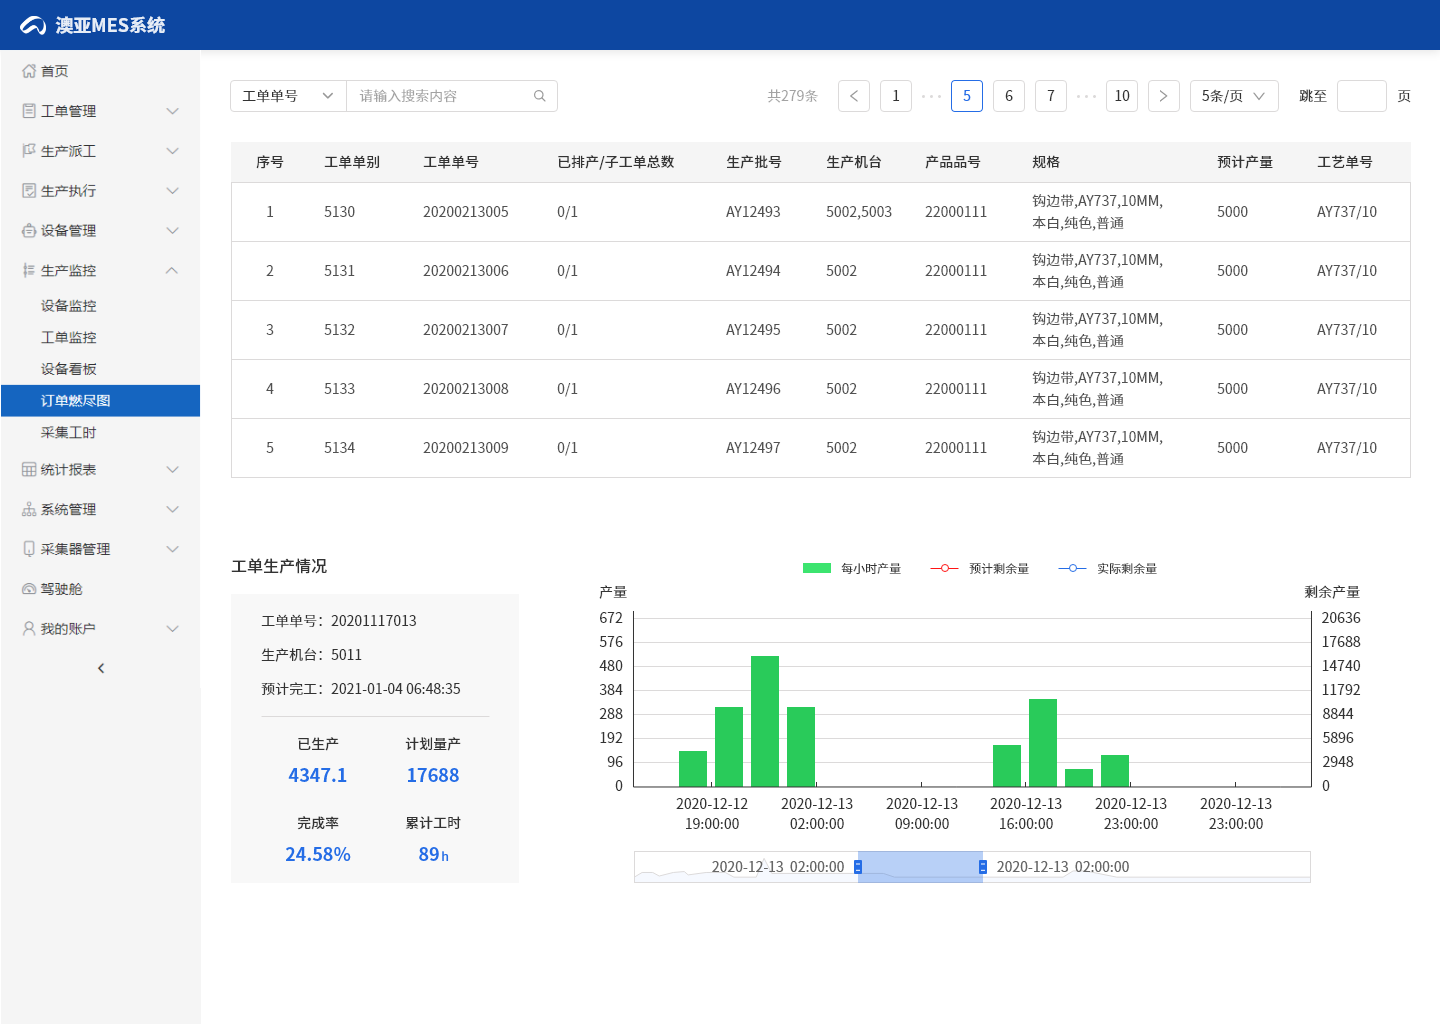 澳亚MES系统
首页
工单管理
生产派工
生产执行
设备管理
生产监控
设备监控
工单监控
设备看板
订单燃尽图
采集工时
统计报表
系统管理
采集器管理
驾驶舱
我的账户
工单单号 请输入搜索内容 共279条 1 5 6 7 10 5条/页 跳至 页
序号 工单单别 工单单号 已排产/子工单总数 生产批号 生产机台 产品品号 规格 预计产量 工艺单号
1 5130 20200213005 0/1 AY12493 5002,5003 22000111 钩边带,AY737,10MM, 5000 AY737/10
本白,纯色,普通
2 5131 20200213006 0/1 AY12494 5002 22000111 钩边带,AY737,10MM, 5000 AY737/10
本白,纯色,普通
3 5132 20200213007 0/1 AY12495 5002 22000111 钩边带,AY737,10MM, 5000 AY737/10
本白,纯色,普通
4 5133 20200213008 0/1 AY12496 5002 22000111 钩边带,AY737,10MM, 5000 AY737/10
本白,纯色,普通
5 5134 20200213009 0/1 AY12497 5002 22000111 钩边带,AY737,10MM, 5000 AY737/10
本白,纯色,普通
工单生产情况
工单单号：20201117013
生产机台：5011
预计完工：2021-01-04 06:48:35
已生产 计划量产
4347.1 17688
完成率 累计工时
24.58% 89h
每小时产量 预计剩余量 实际剩余量
产量 剩余产量
672 20636
576 17688
480 14740
384 11792
288 8844
192 5896
96 2948
0 0
2020-12-12 2020-12-13 2020-12-13 2020-12-13 2020-12-13 2020-12-13
19:00:00 02:00:00 09:00:00 16:00:00 23:00:00 23:00:00
2020-12-13 02:00:00 2020-12-13 02:00:00